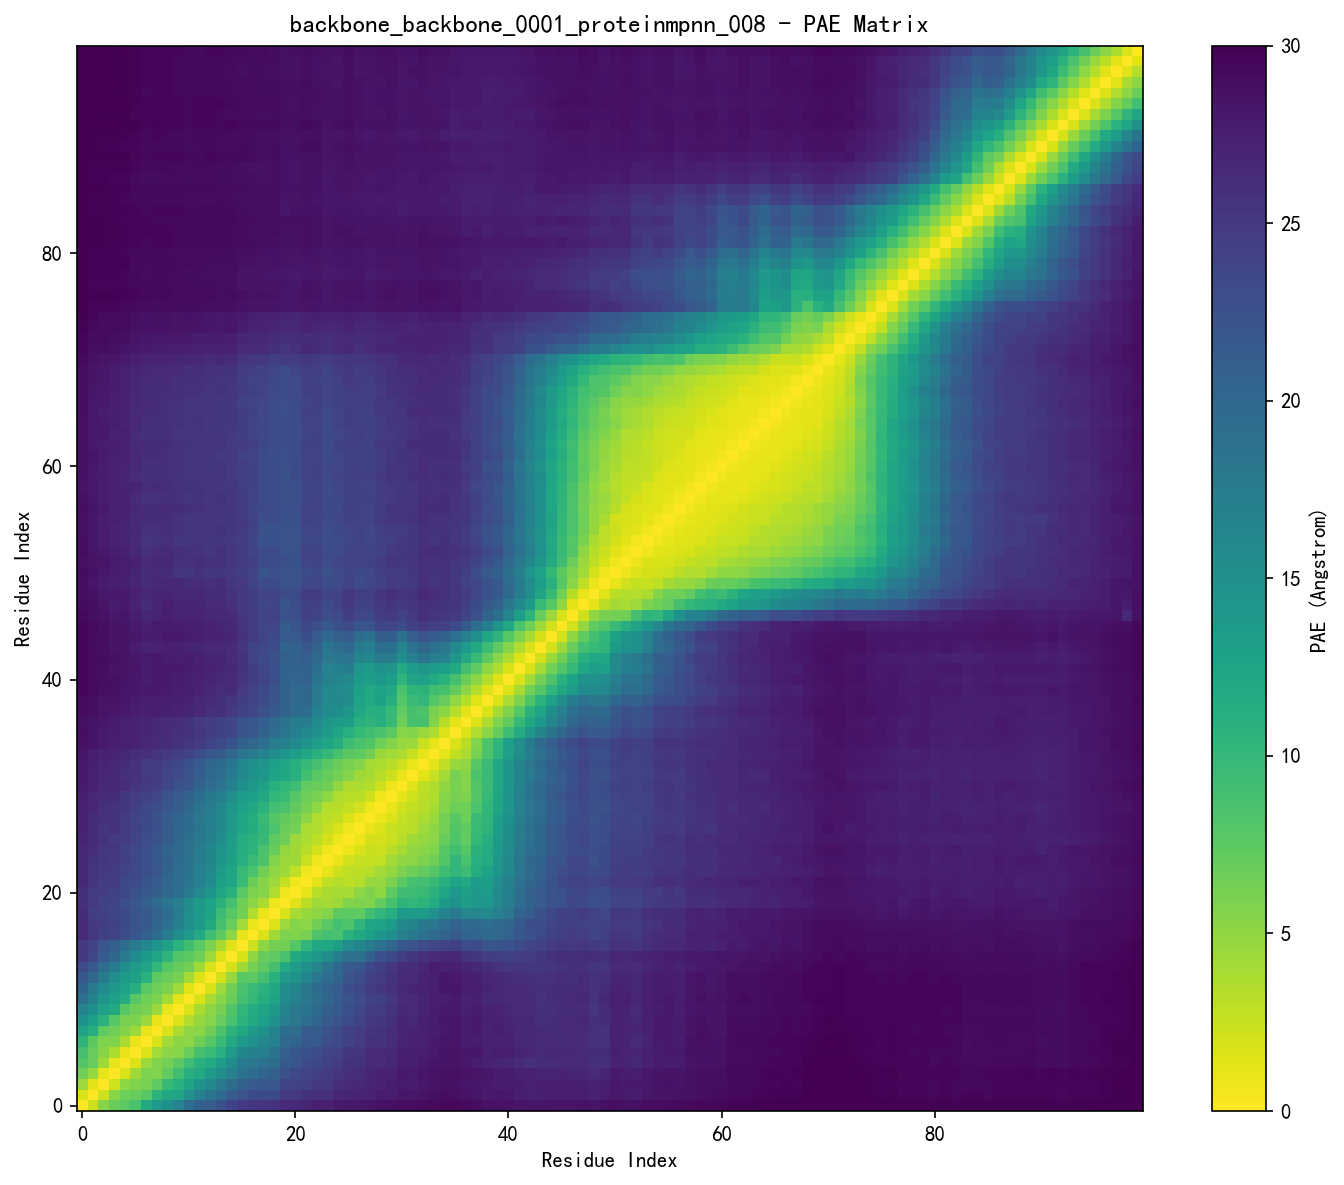 backbone_backbone_0001_proteinmpnn_008 - PAE Matrix
Residue Index
80
60
40
20
0
0 20 40 60 80
Residue Index
30
25
20
15
10
5
0
PAE (Angstrom)